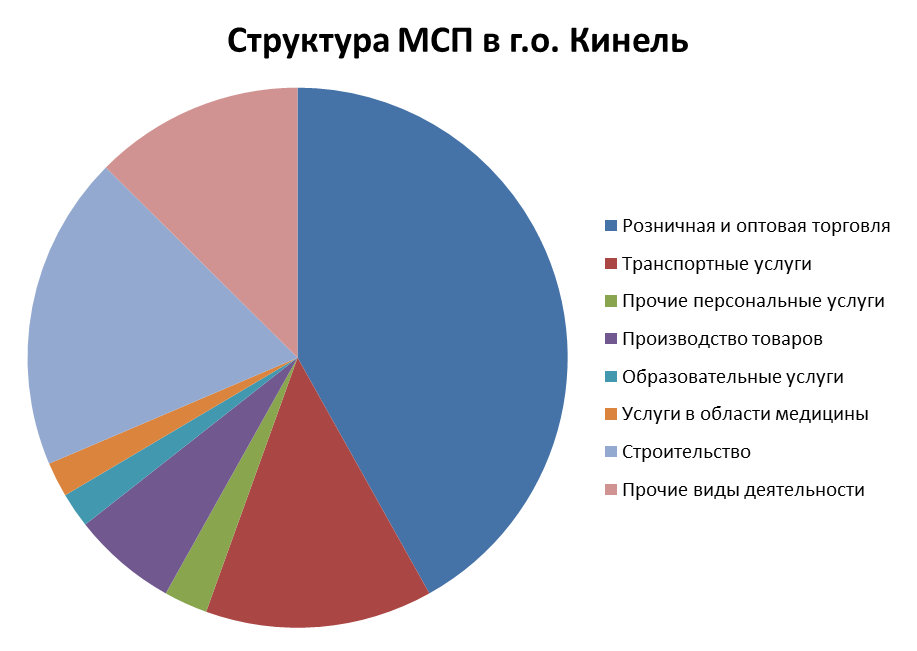 Структура МСП в г.о. Кинель
Розничная и оптовая торговля
Транспортные услуги
Прочие персональные услуги
Производство товаров
Образовательные услуги
Услуги в области медицины
Строительство
Прочие виды деятельности